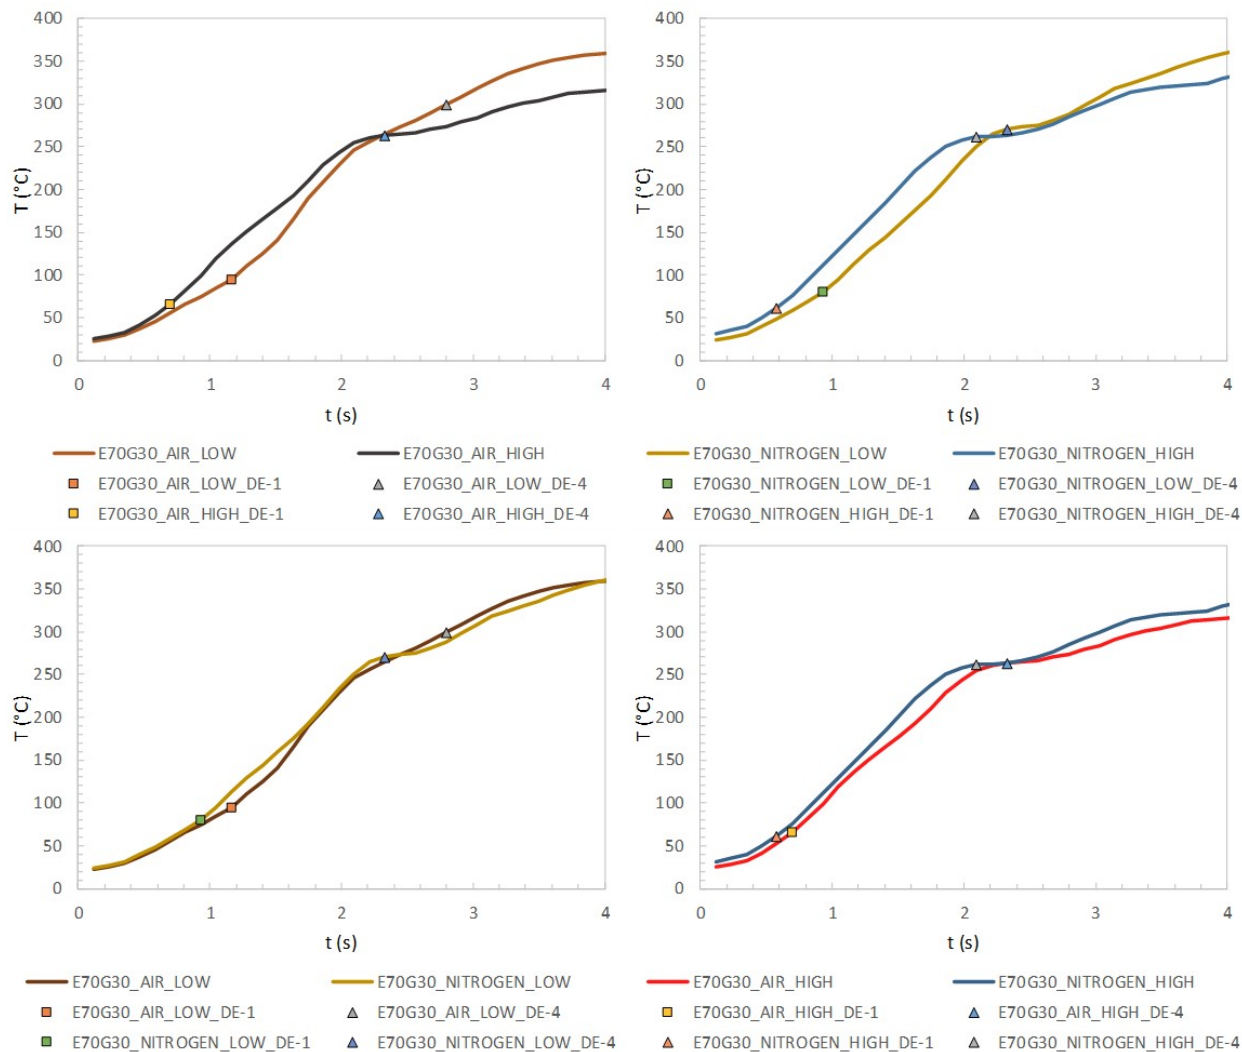 400
350
300
250
200
150
100
50
0
T (°C)
0 1 2 3 4
t (s)
E70G30_AIR_LOW E70G30_AIR_HIGH
E70G30_AIR_LOW_DE-1 E70G30_AIR_LOW_DE-4
E70G30_AIR_HIGH_DE-1 E70G30_AIR_HIGH_DE-4
400
350
300
250
200
150
100
50
0
T (°C)
0 1 2 3 4
t (s)
E70G30_NITROGEN_LOW E70G30_NITROGEN_HIGH
E70G30_NITROGEN_LOW_DE-1 E70G30_NITROGEN_LOW_DE-4
E70G30_NITROGEN_HIGH_DE-1 E70G30_NITROGEN_HIGH_DE-4
400
350
300
250
200
150
100
50
0
T (°C)
0 1 2 3 4
t (s)
E70G30_AIR_LOW E70G30_NITROGEN_LOW
E70G30_AIR_LOW_DE-1 E70G30_AIR_LOW_DE-4
E70G30_NITROGEN_LOW_DE-1 E70G30_NITROGEN_LOW_DE-4
400
350
300
250
200
150
100
50
0
T (°C)
0 1 2 3 4
t (s)
E70G30_AIR_HIGH E70G30_NITROGEN_HIGH
E70G30_AIR_HIGH_DE-1 E70G30_AIR_HIGH_DE-4
E70G30_NITROGEN_HIGH_DE-1 E70G30_NITROGEN_HIGH_DE-4